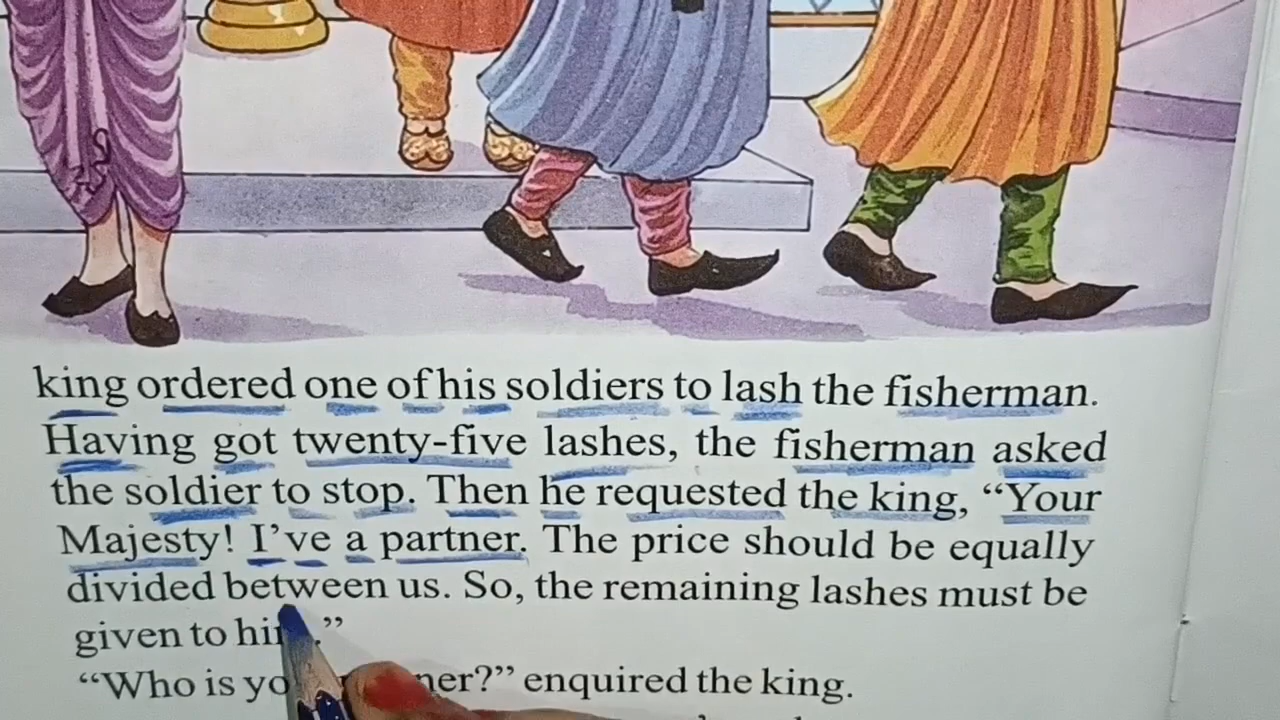 king ordered one of his soldiers to lash the fisherman.
Having got twenty-five lashes, the fisherman asked
the soldier to stop. Then he requested the king, “Your
Majesty! I’ve a partner. The price should be equally
divided between us. So, the remaining lashes must be
given to ”
“Who is enquired the king.